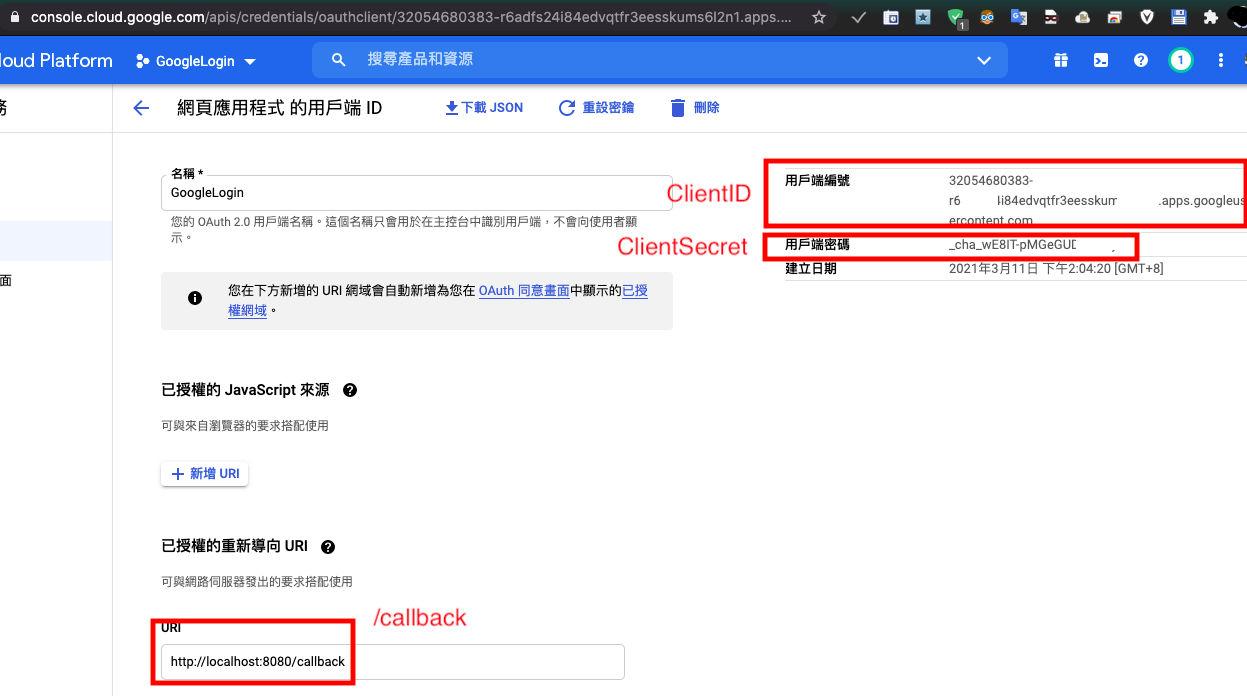 console.cloud.google.com/apis/credentials/oauthclient/32054680383-r6adfs24i84edvqtfr3eesskums6l2n1.apps....
loud Platform
GoogleLogin
搜尋產品和資源
1
1
網頁應用程式 的用戶端 ID
下載 JSON
重設密鑰
刪除
面
名稱 *
GoogleLogin
您的 OAuth 2.0 用戶端名稱。這個名稱只會用於在主控台中識別用戶端，不會向使用者顯
示。
ClientID
用戶端編號
32054680383-
r6 4i84edvqtfr3eesskum .apps.googleus
ercontent.com
ClientSecret
用戶端密碼
_cha_wE8IT-pMGeGUD
建立日期
2021年3月11日 下午2:04:20 [GMT+8]
您在下方新增的 URI 網域會自動新增為您在 OAuth 同意畫面中顯示的已授
權網域。
已授權的 JavaScript 來源
可與來自瀏覽器的要求搭配使用
新增 URI
已授權的重新導向 URI
可與網路伺服器發出的要求搭配使用
/callback
URI
http://localhost:8080/callback